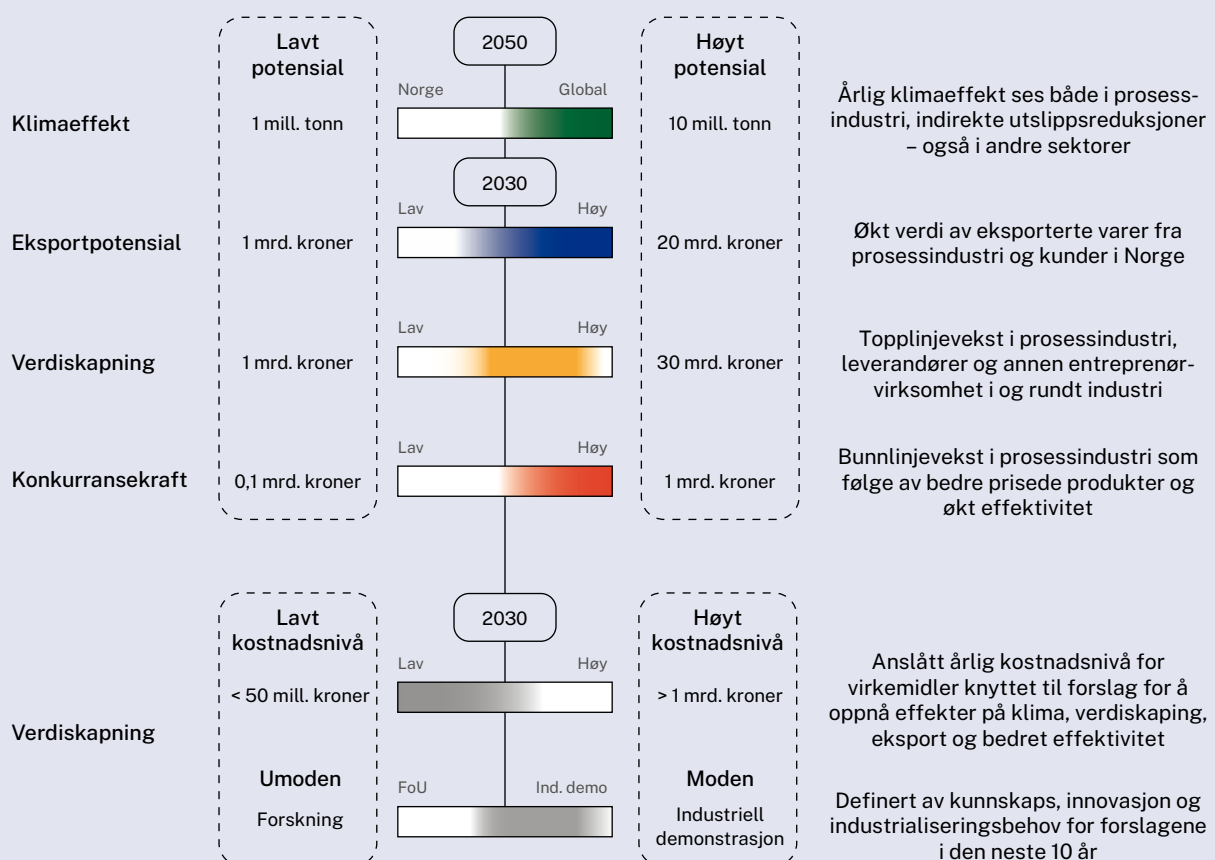 Lavt
potensial
2050
Høyt
potensial
Norge
Global
Klimaeffekt
1 mill. tonn
10 mill. tonn
Årlig klimaeffekt ses både i prosess-
industri, indirekte utslippsreduksjoner
– også i andre sektorer
2030
Lav
Høy
Eksportpotensial
1 mrd. kroner
20 mrd. kroner
Økt verdi av eksporterte varer fra
prosessindustri og kunder i Norge
Lav
Høy
Verdiskapning
1 mrd. kroner
30 mrd. kroner
Topplinjevekst i prosessindustri,
leverandører og annen entreprenør-
virksomhet i og rundt industri
Lav
Høy
Konkurransekraft
0,1 mrd. kroner
1 mrd. kroner
Bunnlinjevekst i prosessindustri som
følge av bedre prisede produkter og
økt effektivitet
Lavt
kostnadsnivå
2030
Høyt
kostnadsnivå
Lav
Høy
< 50 mill. kroner
> 1 mrd. kroner
Anslått årlig kostnadsnivå for
virkemidler knyttet til forslag for å
oppnå effekter på klima, verdiskaping,
eksport og bedret effektivitet
Verdiskapning
Umoden
Forskning
FoU
Ind. demo
Moden
Industriell
demonstrasjon
Definert av kunnskaps, innovasjon og
industrialiseringsbehov for forslagene
i den neste 10 år